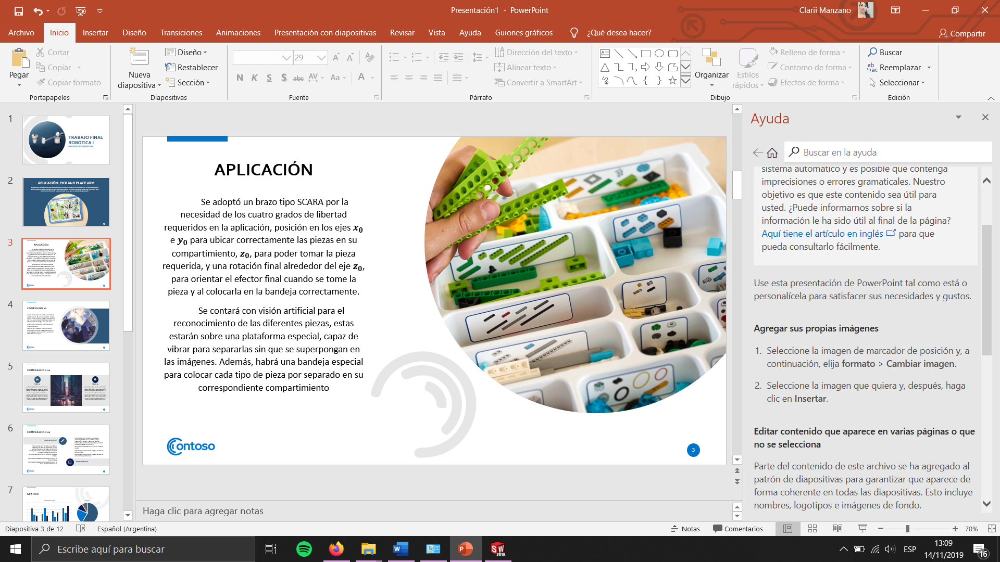 Presentación1 - PowerPoint
Clarii Manzano
Archivo
Inicio
Insertar
Diseño
Transiciones
Animaciones
Presentación con diapositivas
Revisar
Vista
Ayuda
Guiones gráficos
¿Qué desea hacer?
Compartir
Pegar
Cortar
Copiar
Copiar formato
Portapapeles
Nueva
diapositiva
Diseño
Restablecer
Sección
Diapositivas
29
N K S S abc AV Aa A
Fuente
Dirección del texto
Alinear texto
Convertir a SmartArt
Párrafo
Organizar
Estilos
rápidos
Relleno de forma
Contorno de forma
Efectos de forma
Dibujo
Buscar
Reemplazar
Seleccionar
Edición
1
TRABAJO FINAL
ROBÓTICA I
2
APLICACIÓN: PICK AND PLACE ARM
3
APLICACIÓN
4
CONTENIDO 02
5
COMPARACIÓN 01
6
COMPARACIÓN 02
7
GRÁFICO
APLICACIÓN
Se adoptó un brazo tipo SCARA por la
necesidad de los cuatro grados de libertad
requeridos en la aplicación, posición en los ejes x₀
e y₀ para ubicar correctamente las piezas en su
compartimiento, z₀, para poder tomar la pieza
requerida, y una rotación final alrededor del eje z₀,
para orientar el efector final cuando se tome la
pieza y al colocarla en la bandeja correctamente.
Se contará con visión artificial para el
reconocimiento de las diferentes piezas, estas
estarán sobre una plataforma especial, capaz de
vibrar para separarlas sin que se superpongan en
las imágenes. Además, habrá una bandeja especial
para colocar cada tipo de pieza por separado en su
correspondiente compartimiento
Contoso
3
Haga clic para agregar notas
Ayuda
Buscar en la ayuda
sistema automático y es posible que contenga
imprecisiones o errores gramaticales. Nuestro
objetivo es que este contenido sea útil para
usted. ¿Puede informarnos sobre si la
información le ha sido útil al final de la página?
Aquí tiene el artículo en inglés para que
pueda consultarlo fácilmente.
Use esta presentación de PowerPoint tal como está o
personalícela para satisfacer sus necesidades y gustos.
Agregar sus propias imágenes
1. Seleccione la imagen de marcador de posición y, a
continuación, elija formato > Cambiar imagen.
2. Seleccione la imagen que quiera y, después, haga
clic en Insertar.
Editar contenido que aparece en varias páginas o que
no se selecciona
Parte del contenido de este archivo se ha agregado al
patrón de diapositivas para garantizar que aparece de
forma coherente en todas las diapositivas. Esto incluye
nombres, logotipos e imágenes de fondo.
Diapositiva 3 de 12
Español (Argentina)
Notas
Comentarios
70%
Escribe aquí para buscar
ESP
13:09
14/11/2019
16